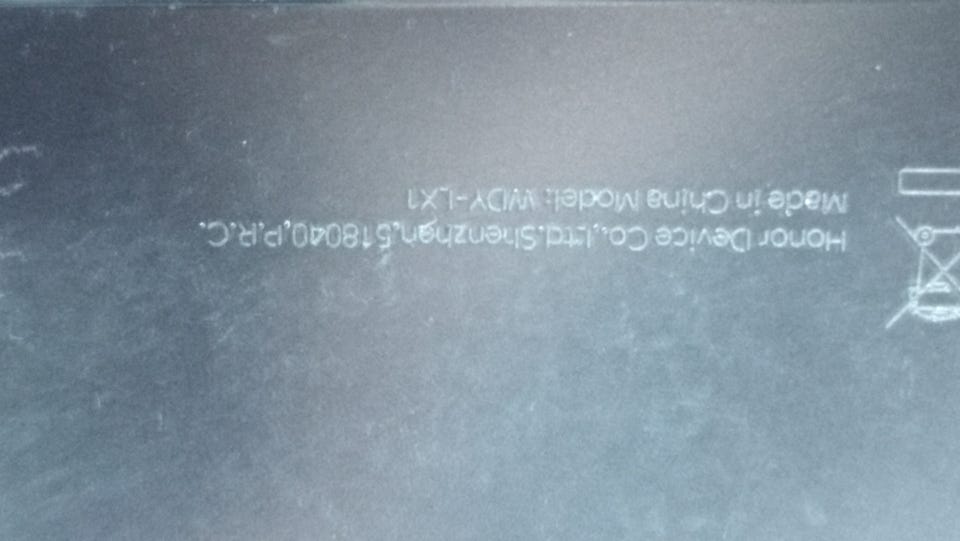 Honor Device Co.,Ltd.Shenzhen,518040,P.R.C.
Made in China Model: WDY-LX1